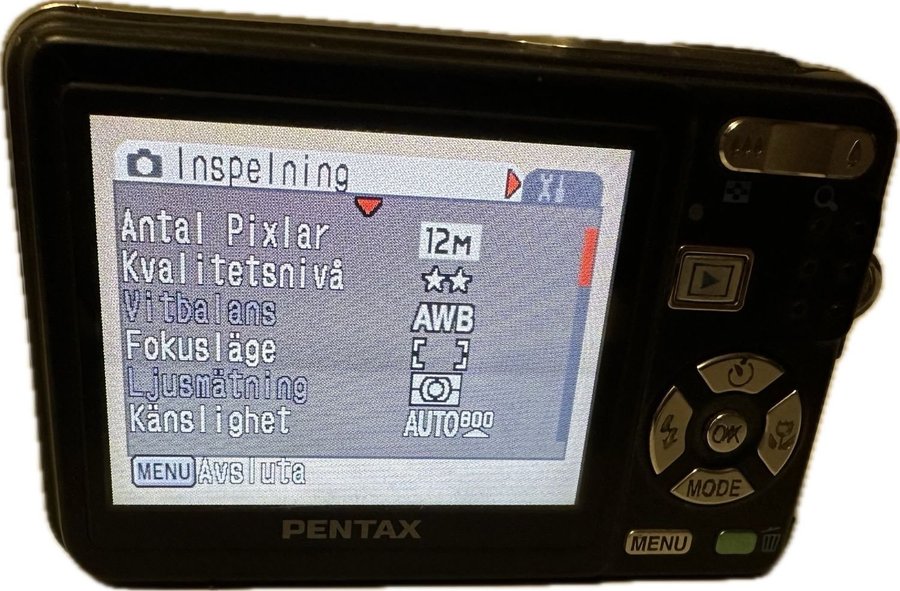 Inspelning
Antal Pixlar 12M
Kvalitetsnivå ★★
Vitbalans AWB
Fokusläge [ ]
Ljusmätning
Känslighet AUTO800
MENU Avsluta
PENTAX
OK
MODE
MENU